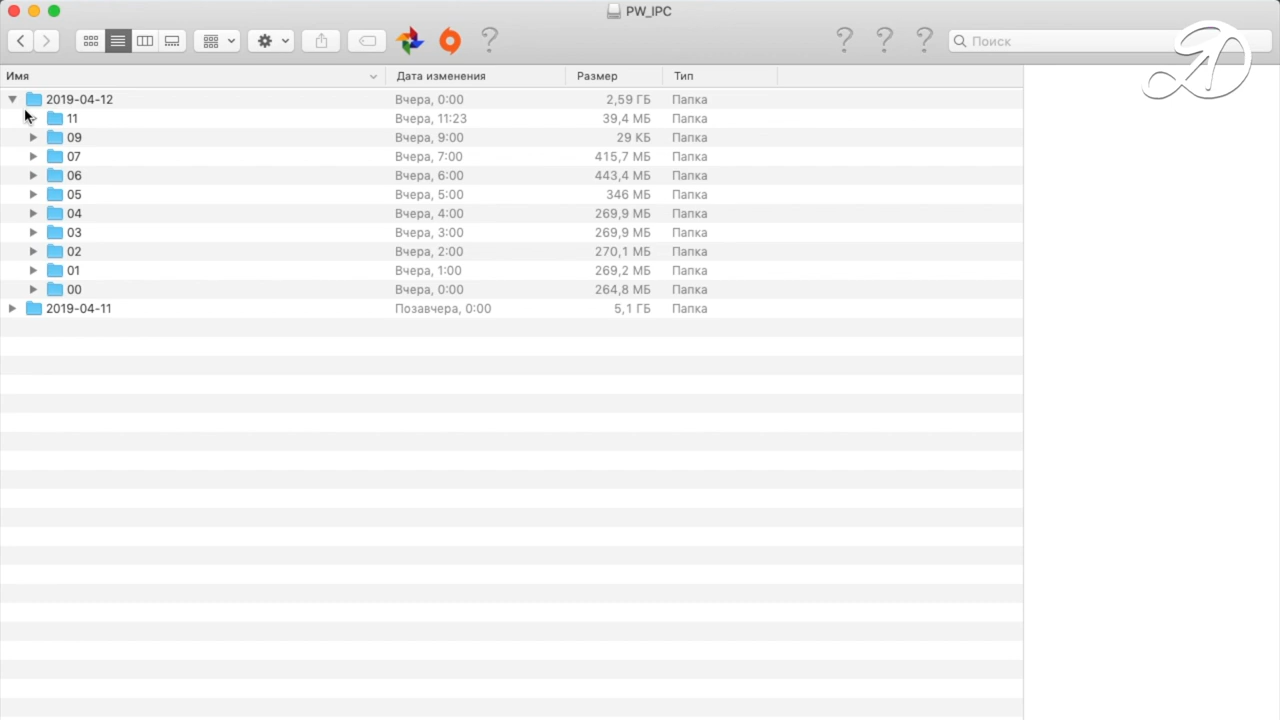 PW_IPC
Поиск
Имя Дата изменения Размер Тип
2019-04-12 Вчера, 0:00 2,59 ГБ Папка
11 Вчера, 11:23 39,4 МБ Папка
09 Вчера, 9:00 29 КБ Папка
07 Вчера, 7:00 415,7 МБ Папка
06 Вчера, 6:00 443,4 МБ Папка
05 Вчера, 5:00 346 МБ Папка
04 Вчера, 4:00 269,9 МБ Папка
03 Вчера, 3:00 269,9 МБ Папка
02 Вчера, 2:00 270,1 МБ Папка
01 Вчера, 1:00 269,2 МБ Папка
00 Вчера, 0:00 264,8 МБ Папка
2019-04-11 Позавчера, 0:00 5,1 ГБ Папка